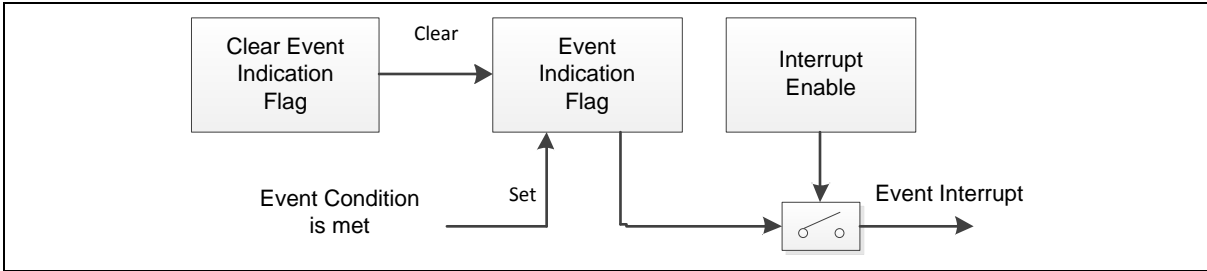 Clear Event
Indication
Flag
Clear
Event
Indication
Flag
Interrupt
Enable
Event Condition
is met
Set
Event Interrupt